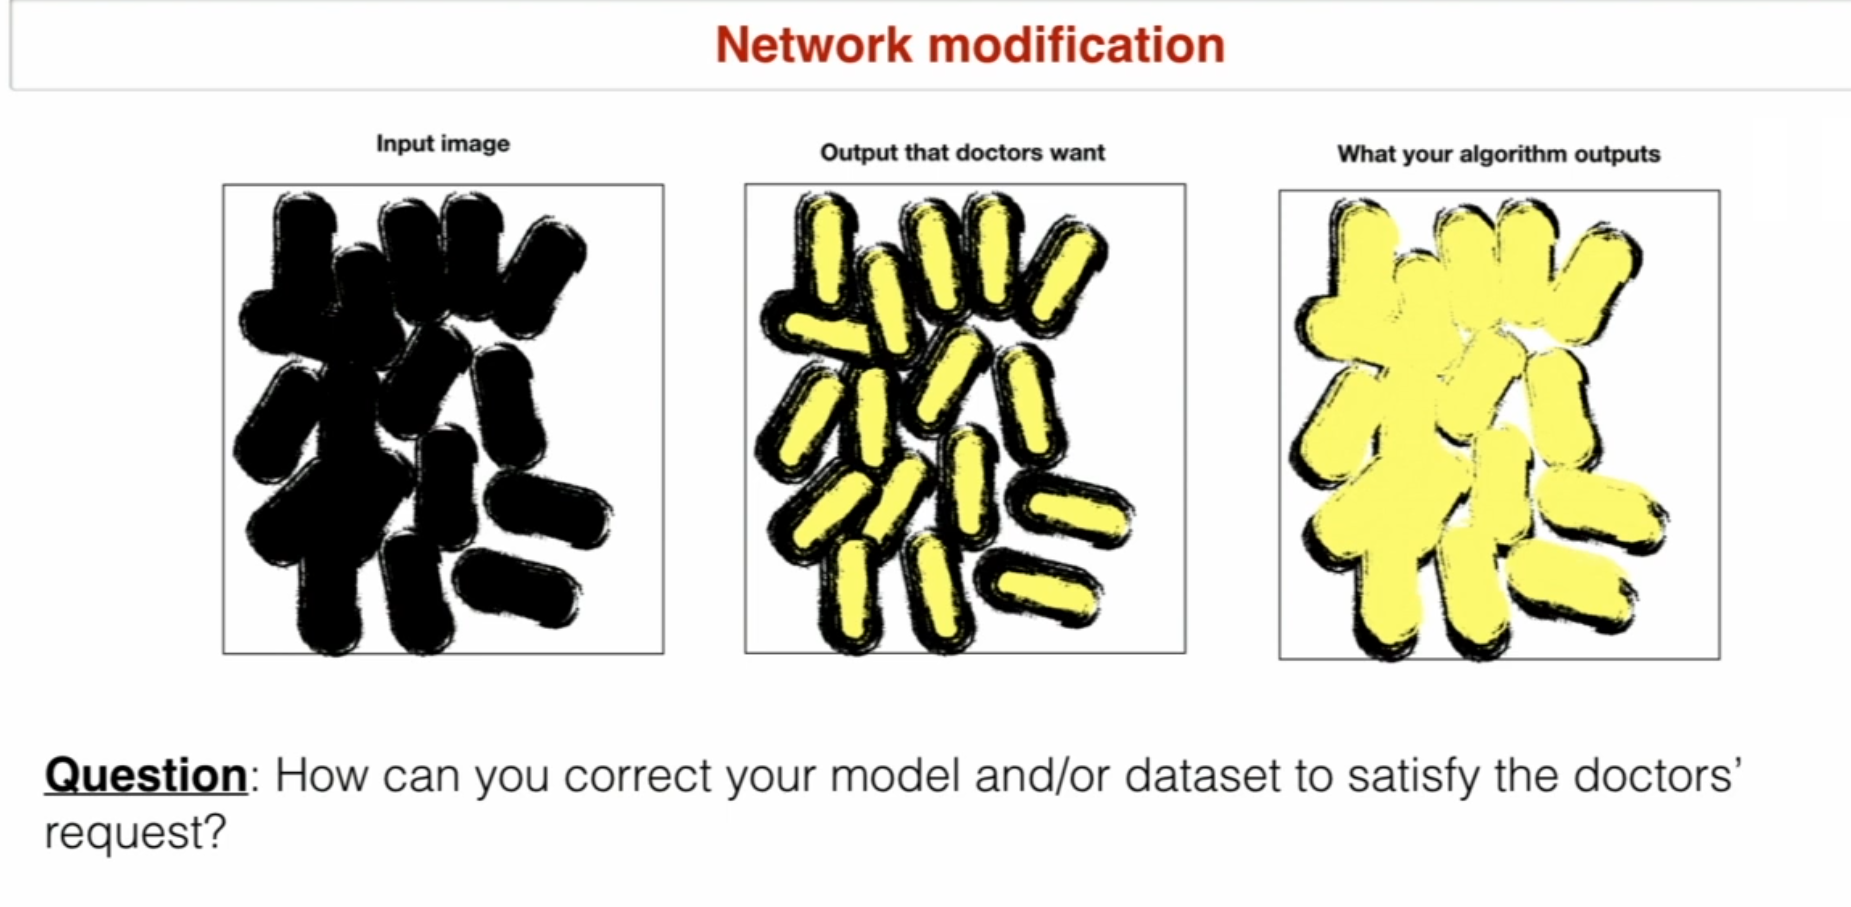 Network modification
Input image
Output that doctors want
What your algorithm outputs
Question: How can you correct your model and/or dataset to satisfy the doctors’
request?